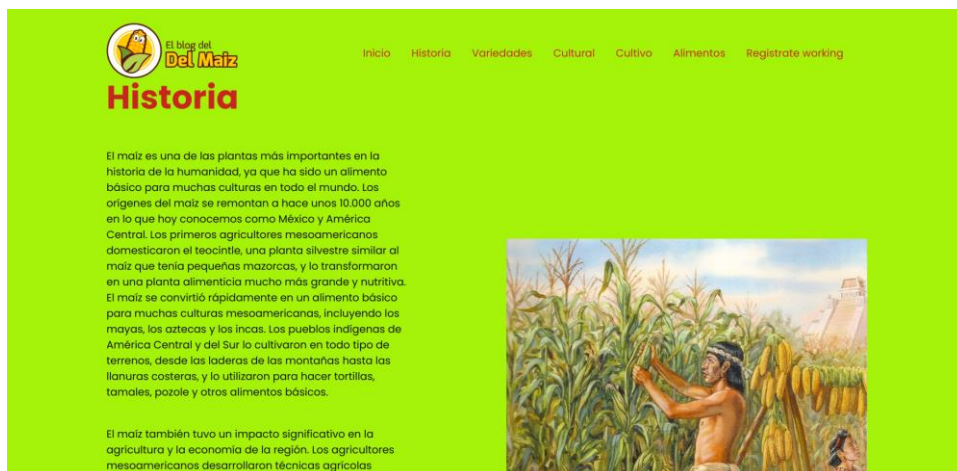 El blog del
Del Maiz
Inicio Historia Variedades Cultural Cultivo Alimentos Registrate working
Historia
El maíz es una de las plantas más importantes en la
historia de la humanidad, ya que ha sido un alimento
básico para muchas culturas en todo el mundo. Los
orígenes del maíz se remontan a hace unos 10.000 años
en lo que hoy conocemos como México y América
Central. Los primeros agricultores mesoamericanos
domesticaron el teocintle, una planta silvestre similar al
maíz que tenía pequeñas mazorcas, y lo transformaron
en una planta alimenticia mucho más grande y nutritiva.
El maíz se convirtió rápidamente en un alimento básico
para muchas culturas mesoamericanas, incluyendo los
mayas, los aztecas y los incas. Los pueblos indígenas de
América Central y del Sur lo cultivaron en todo tipo de
terrenos, desde las laderas de las montañas hasta las
llanuras costeras, y lo utilizaron para hacer tortillas,
tamales, pozole y otros alimentos básicos.
El maíz también tuvo un impacto significativo en la
agricultura y la economía de la región. Los agricultores
mesoamericanos desarrollaron técnicas agrícolas